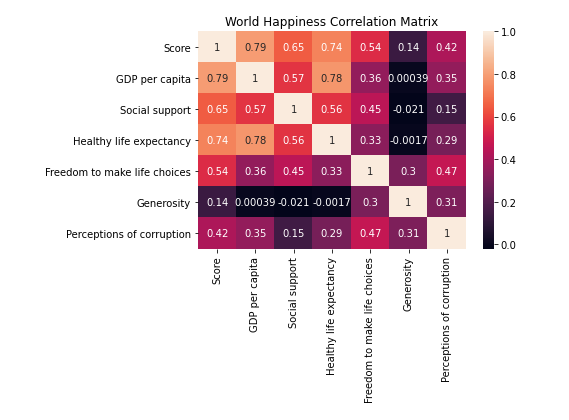 World Happiness Correlation Matrix
Score 1 0.79 0.65 0.74 0.54 0.14 0.42
GDP per capita 0.79 1 0.57 0.78 0.36 0.00039 0.35
Social support 0.65 0.57 1 0.56 0.45 -0.021 0.15
Healthy life expectancy 0.74 0.78 0.56 1 0.33 -0.0017 0.29
Freedom to make life choices 0.54 0.36 0.45 0.33 1 0.3 0.47
Generosity 0.14 0.00039 -0.021 -0.0017 0.3 1 0.31
Perceptions of corruption 0.42 0.35 0.15 0.29 0.47 0.31 1
Score
GDP per capita
Social support
Healthy life expectancy
Freedom to make life choices
Generosity
Perceptions of corruption
1.0
0.8
0.6
0.4
0.2
0.0